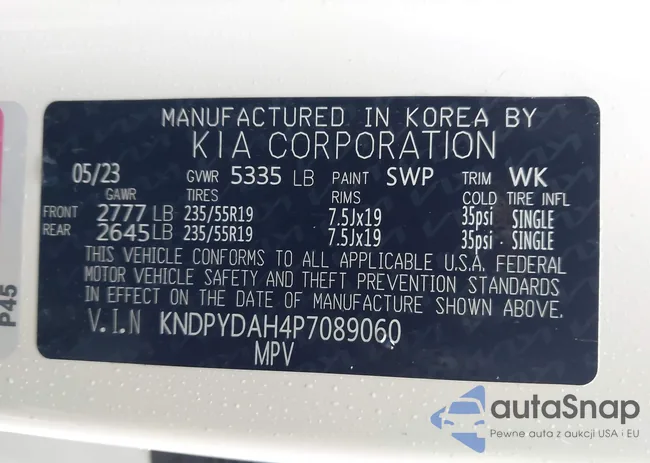 MANUFACTURED IN KOREA BY
KIA CORPORATION
05/23 GVWR 5335 LB PAINT SWP TRIM WK
GAWR TIRES RIMS COLD TIRE INFL
FRONT 2777 LB 235/55R19 7.5Jx19 35psi SINGLE
REAR 2645 LB 235/55R19 7.5Jx19 35psi SINGLE
THIS VEHICLE CONFORMS TO ALL APPLICABLE U.S.A. FEDERAL
MOTOR VEHICLE SAFETY AND THEFT PREVENTION STANDARDS
IN EFFECT ON THE DATE OF MANUFACTURE SHOWN ABOVE.
V.I.N KNDPYDAH4P7089060
MPV
P45
autaSnap
Pewne auta z aukcji USA i EU